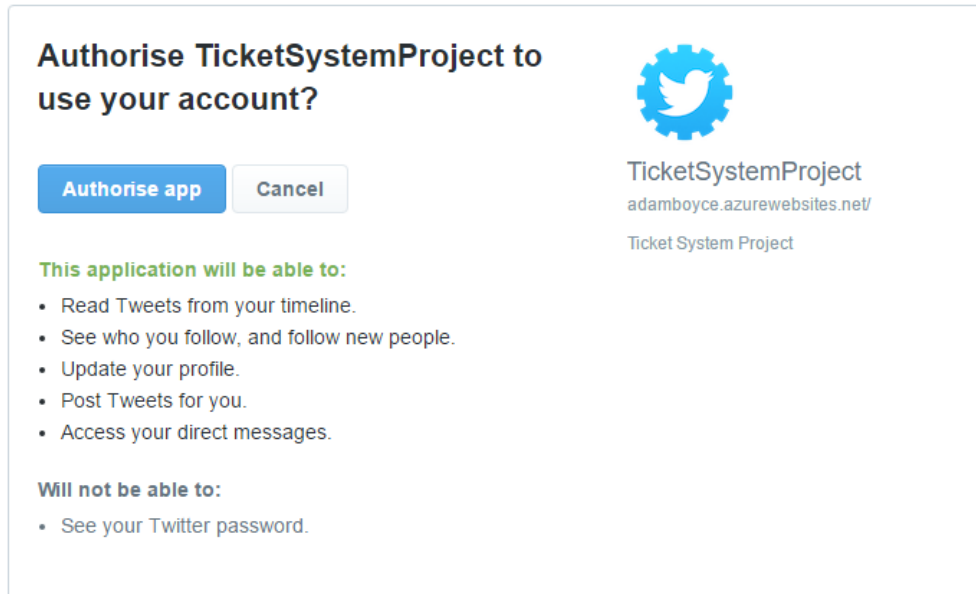 Authorise TicketSystemProject to
use your account?
Authorise app
Cancel
This application will be able to:
• Read Tweets from your timeline.
• See who you follow, and follow new people.
• Update your profile.
• Post Tweets for you.
• Access your direct messages.
Will not be able to:
• See your Twitter password.
TicketSystemProject
adamboyce.azurewebsites.net/
Ticket System Project